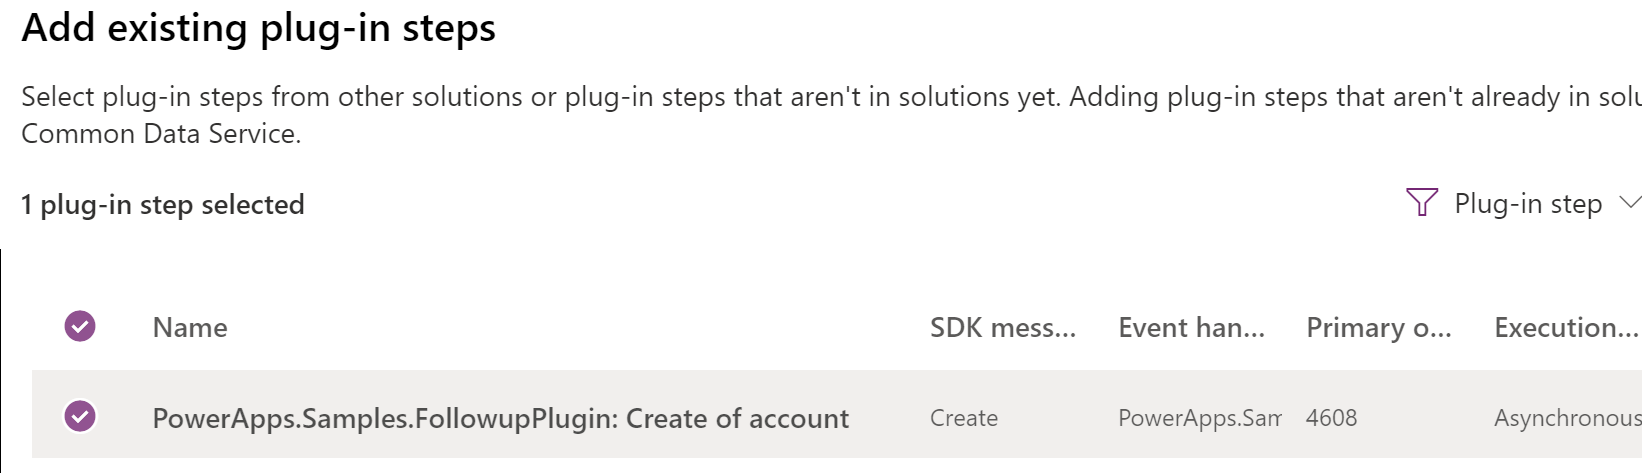 Add existing plug-in steps
Select plug-in steps from other solutions or plug-in steps that aren't in solutions yet. Adding plug-in steps that aren't already in
Common Data Service.
1 plug-in step selected
Plug-in step
Name SDK mess... Event han... Primary o... Execution...
PowerApps.Samples.FollowupPlugin: Create of account Create PowerApps.Sam 4608 Asynchronous